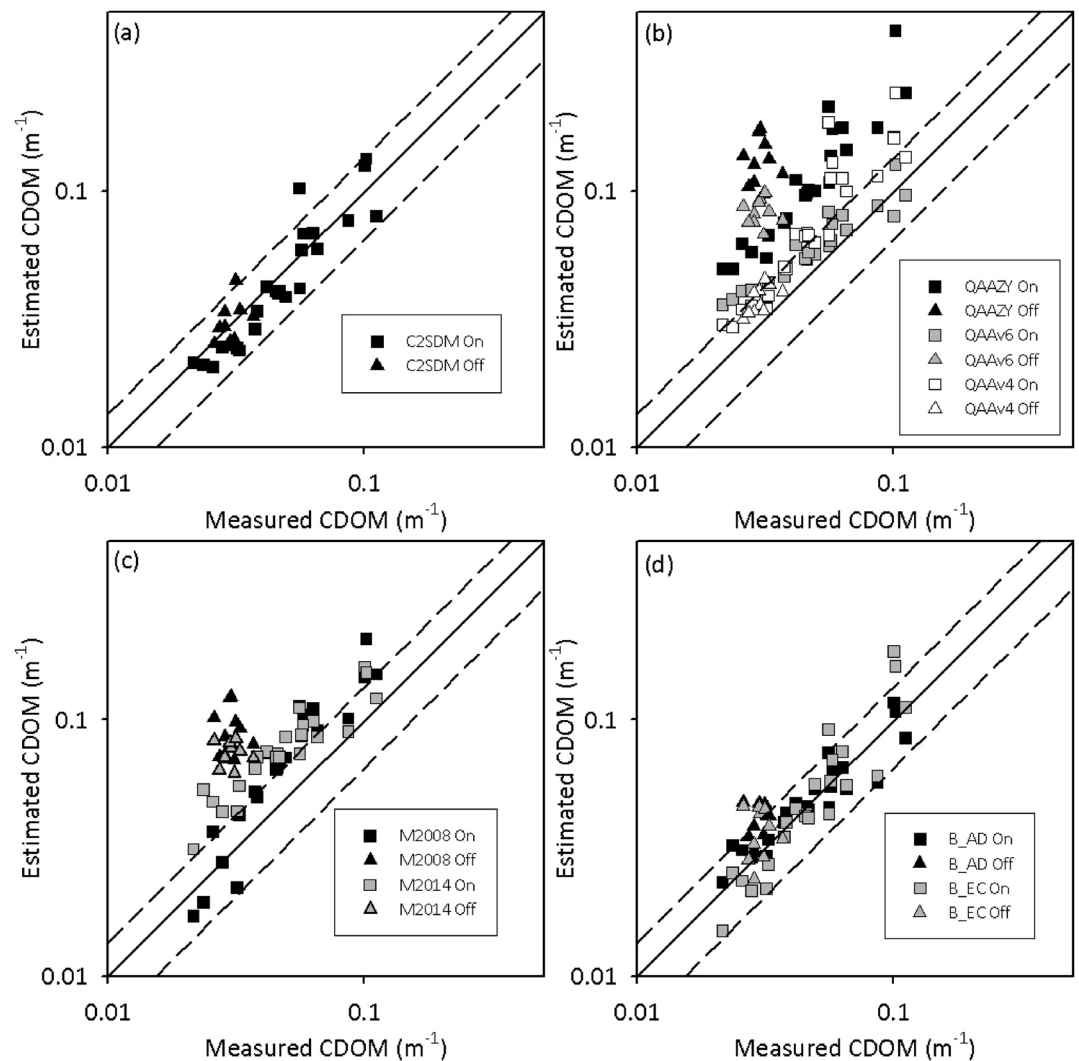 (a)
Estimated CDOM (m-1)
0.1
0.01
0.01
0.1
Measured CDOM (m-1)
C2SDM On
C2SDM Off
(b)
Estimated CDOM (m-1)
0.1
0.01
0.01
0.1
Measured CDOM (m-1)
QAAZY On
QAAZY Off
QAAv6 On
QAAv6 Off
QAAv4 On
QAAv4 Off
(c)
Estimated CDOM (m-1)
0.1
0.01
0.01
0.1
Measured CDOM (m-1)
M2008 On
M2008 Off
M2014 On
M2014 Off
(d)
Estimated CDOM (m-1)
0.1
0.01
0.01
0.1
Measured CDOM (m-1)
B_AD On
B_AD Off
B_EC On
B_EC Off